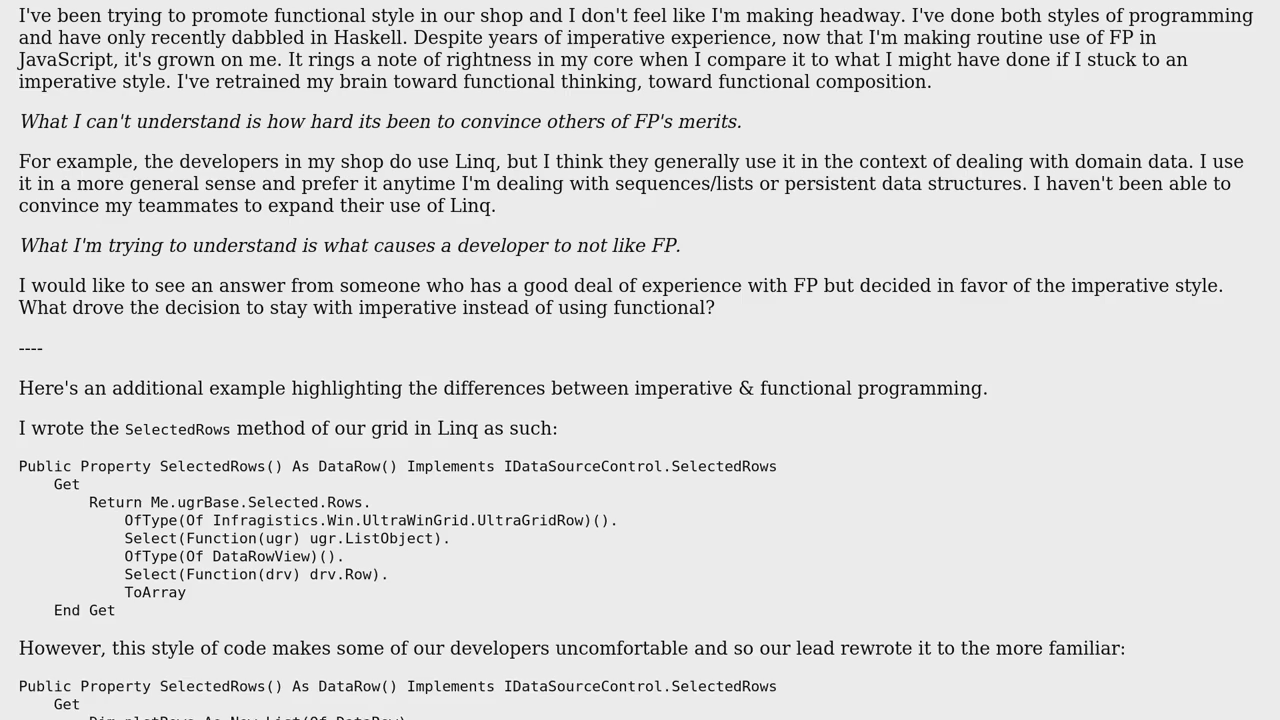 I've been trying to promote functional style in our shop and I don't feel like I'm making headway. I've done both styles of programming
and have only recently dabbled in Haskell. Despite years of imperative experience, now that I'm making routine use of FP in
JavaScript, it's grown on me. It rings a note of rightness in my core when I compare it to what I might have done if I stuck to an
imperative style. I've retrained my brain toward functional thinking, toward functional composition.
What I can't understand is how hard its been to convince others of FP's merits.
For example, the developers in my shop do use Linq, but I think they generally use it in the context of dealing with domain data. I use
it in a more general sense and prefer it anytime I'm dealing with sequences/lists or persistent data structures. I haven't been able to
convince my teammates to expand their use of Linq.
What I'm trying to understand is what causes a developer to not like FP.
I would like to see an answer from someone who has a good deal of experience with FP but decided in favor of the imperative style.
What drove the decision to stay with imperative instead of using functional?
----
Here's an additional example highlighting the differences between imperative & functional programming.
I wrote the SelectedRows method of our grid in Linq as such:
Public Property SelectedRows() As DataRow() Implements IDataSourceControl.SelectedRows
    Get
        Return Me.ugrBase.Selected.Rows.
            OfType(Of Infragistics.Win.UltraWinGrid.UltraGridRow)().
            Select(Function(ugr) ugr.ListObject).
            OfType(Of DataRowView)().
            Select(Function(drv) drv.Row).
            ToArray
    End Get
However, this style of code makes some of our developers uncomfortable and so our lead rewrote it to the more familiar:
Public Property SelectedRows() As DataRow() Implements IDataSourceControl.SelectedRows
    Get